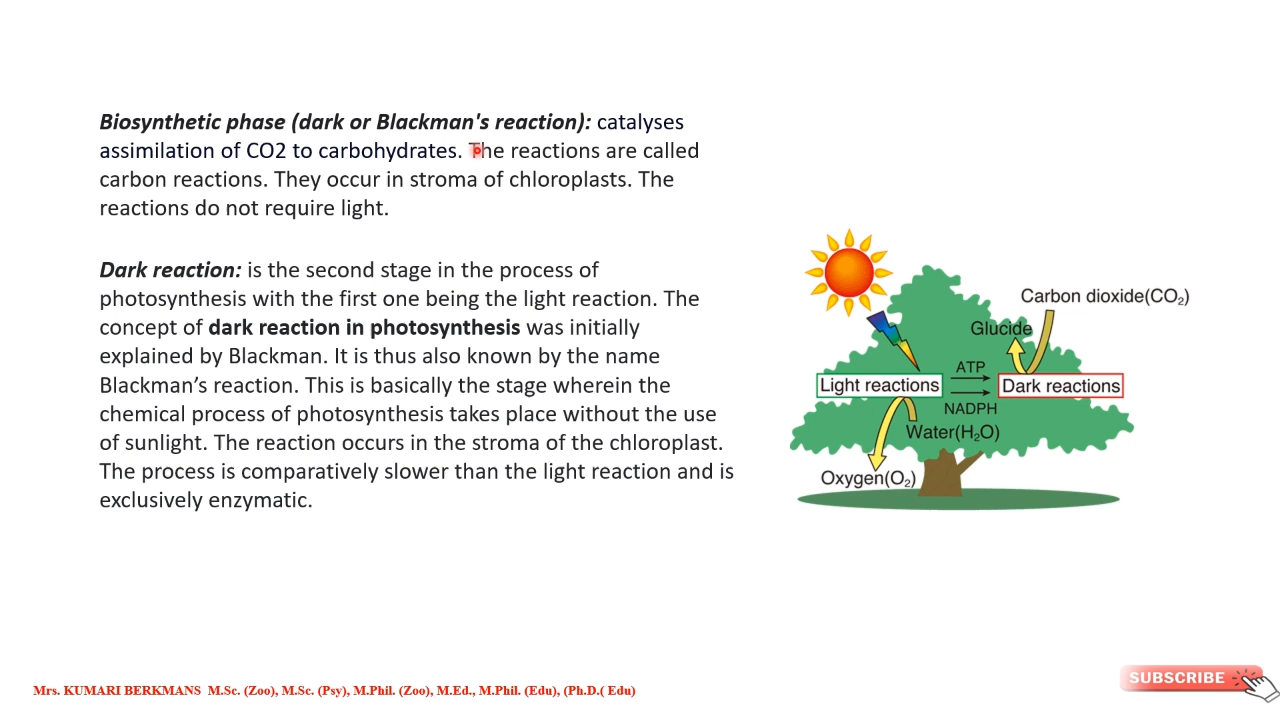 Biosynthetic phase (dark or Blackman's reaction): catalyses
assimilation of CO2 to carbohydrates. The reactions are called
carbon reactions. They occur in stroma of chloroplasts. The
reactions do not require light.
Dark reaction: is the second stage in the process of
photosynthesis with the first one being the light reaction. The
concept of dark reaction in photosynthesis was initially
explained by Blackman. It is thus also known by the name
Blackman’s reaction. This is basically the stage wherein the
chemical process of photosynthesis takes place without the use
of sunlight. The reaction occurs in the stroma of the chloroplast.
The process is comparatively slower than the light reaction and is
exclusively enzymatic.
Carbon dioxide(CO₂)
Glucide
ATP
Light reactions
Dark reactions
NADPH
Water(H₂O)
Oxygen(O₂)
Mrs. KUMARI BERKMANS M.Sc. (Zoo), M.Sc. (Psy), M.Phil. (Zoo), M.Ed., M.Phil. (Edu), (Ph.D.( Edu)
SUBSCRIBE